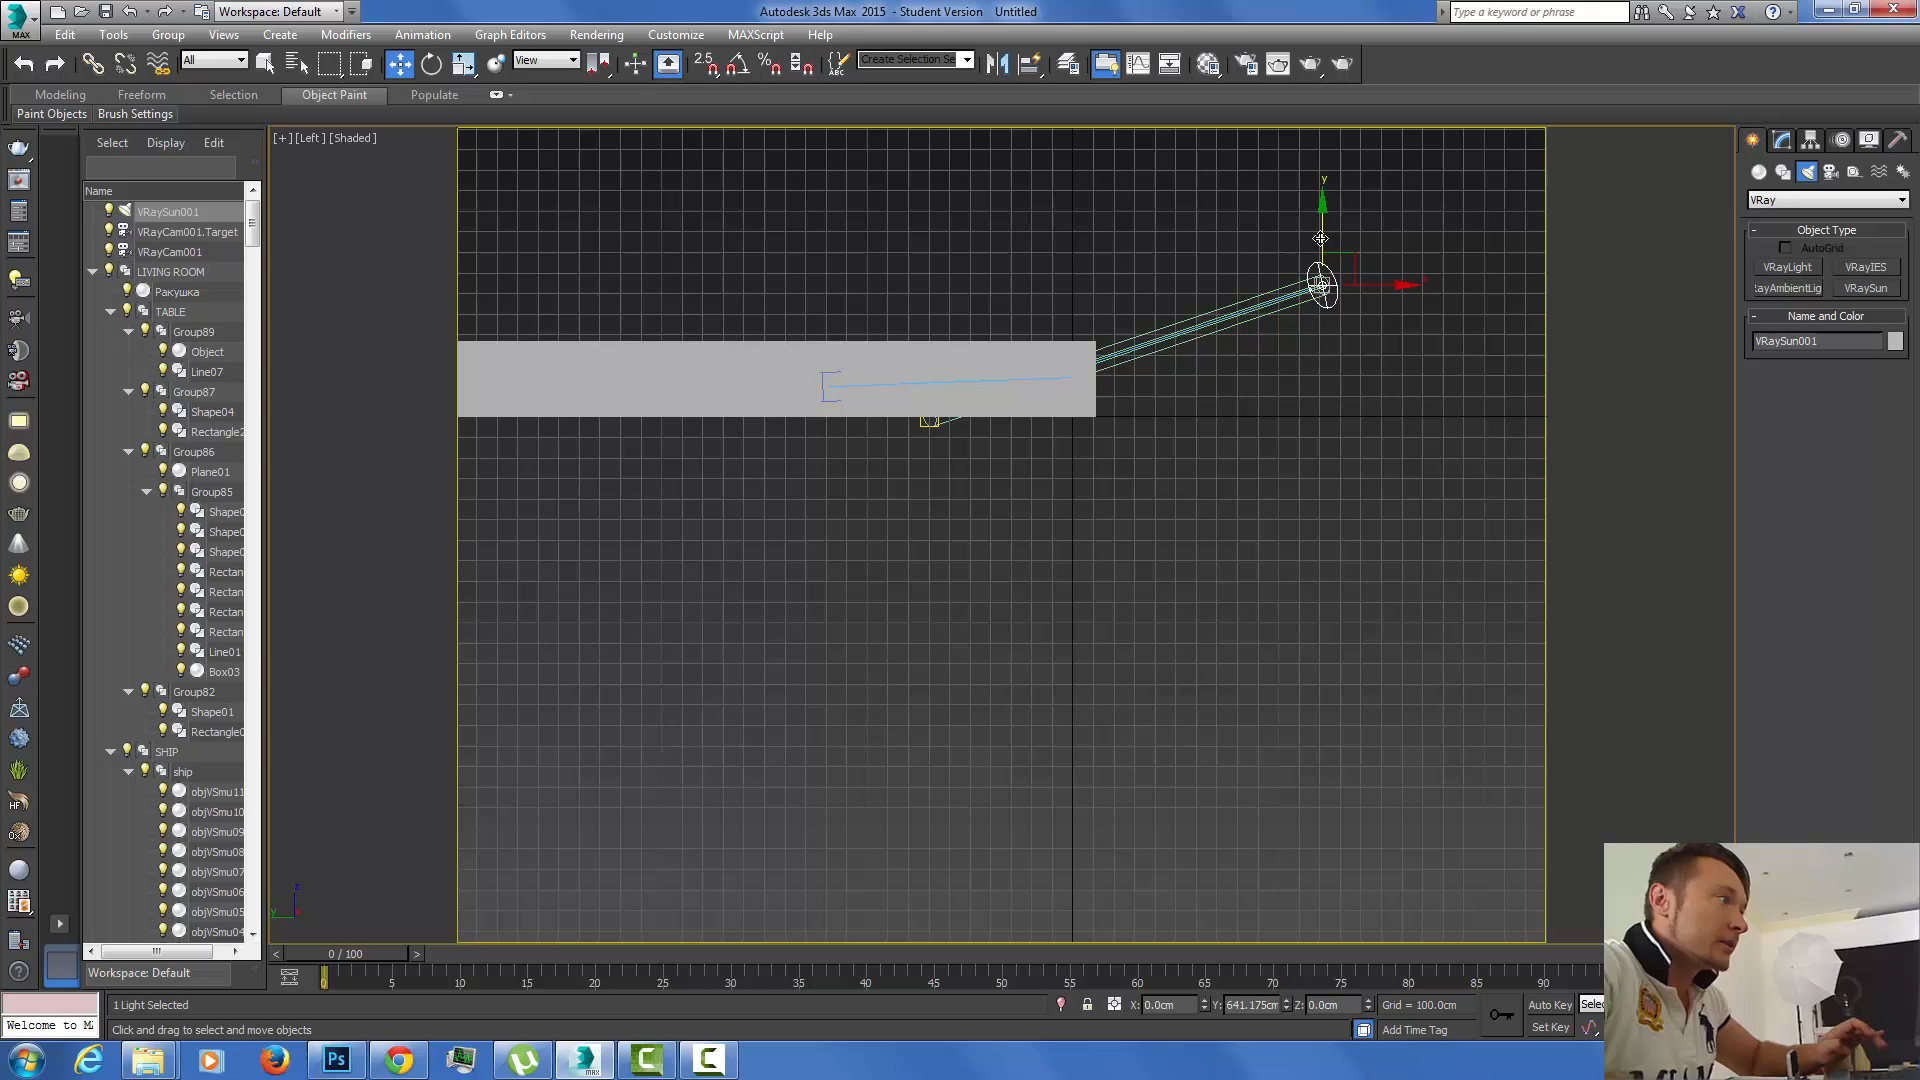 Workspace: Default
Autodesk 3ds Max 2015 - Student Version Untitled
Type a keyword or phrase
MAX
Edit Tools Group Views Create Modifiers Animation Graph Editors Rendering Customize MAXScript Help
All
View
2.5
Create Selection Se
ABC
Modeling Freeform Selection Object Paint Populate
Paint Objects Brush Settings
Select Display Edit
[+] [Left] [Shaded]
Name
VRaySun001
VRayCam001.Target
VRayCam001
LIVING ROOM
Ракушка
TABLE
Group89
Object
Line07
Group87
Shape04
Rectangle2
Group86
Plane01
Group85
Shape0
Shape0
Shape0
Rectan
Rectan
Rectan
Rectan
Line01
Box03
Group82
Shape01
Rectangle0
SHIP
ship
objVSmu11
objVSmu10
objVSmu09
objVSmu08
objVSmu07
objVSmu06
objVSmu05
objVSmu04
HF
y
z
y
VRay
Object Type
AutoGrid
VRayLight VRayIES
ayAmbientLig VRaySun
Name and Color
VRaySun001
Workspace: Default
0 / 100
0 5 10 15 20 25 30 35 40 45 50 55 60 65 70 75 80 85 90
1 Light Selected
X: 0.0cm Y: 641.175cm Z: 0.0cm Grid = 100.0cm Auto Key Selec
Welcome to M
Click and drag to select and move objects
Add Time Tag Set Key
Ps
MAX